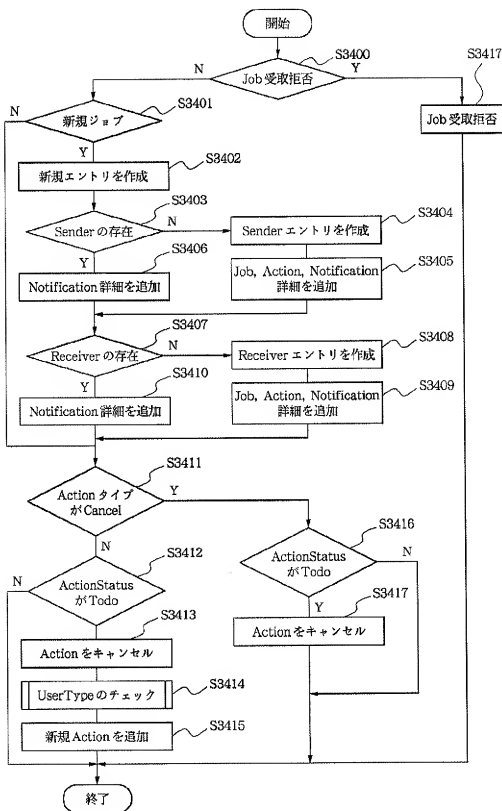 開始
S3400
Job受取拒否
N
Y
S3417
Job受取拒否
S3401
新規ジョブ
N
Y
S3402
新規エントリを作成
S3403
Senderの存在
N
Y
S3404
Senderエントリを作成
S3406
Notification詳細を追加
S3405
Job, Action, Notification
詳細を追加
S3407
Receiverの存在
N
Y
S3408
Receiverエントリを作成
S3410
Notification詳細を追加
S3409
Job, Action, Notification
詳細を追加
S3411
Actionタイプ
がCancel
Y
N
S3416
ActionStatus
がTodo
N
Y
S3412
ActionStatus
がTodo
N
S3417
Actionをキャンセル
S3413
Actionをキャンセル
S3414
UserTypeのチェック
S3415
新規Actionを追加
終了